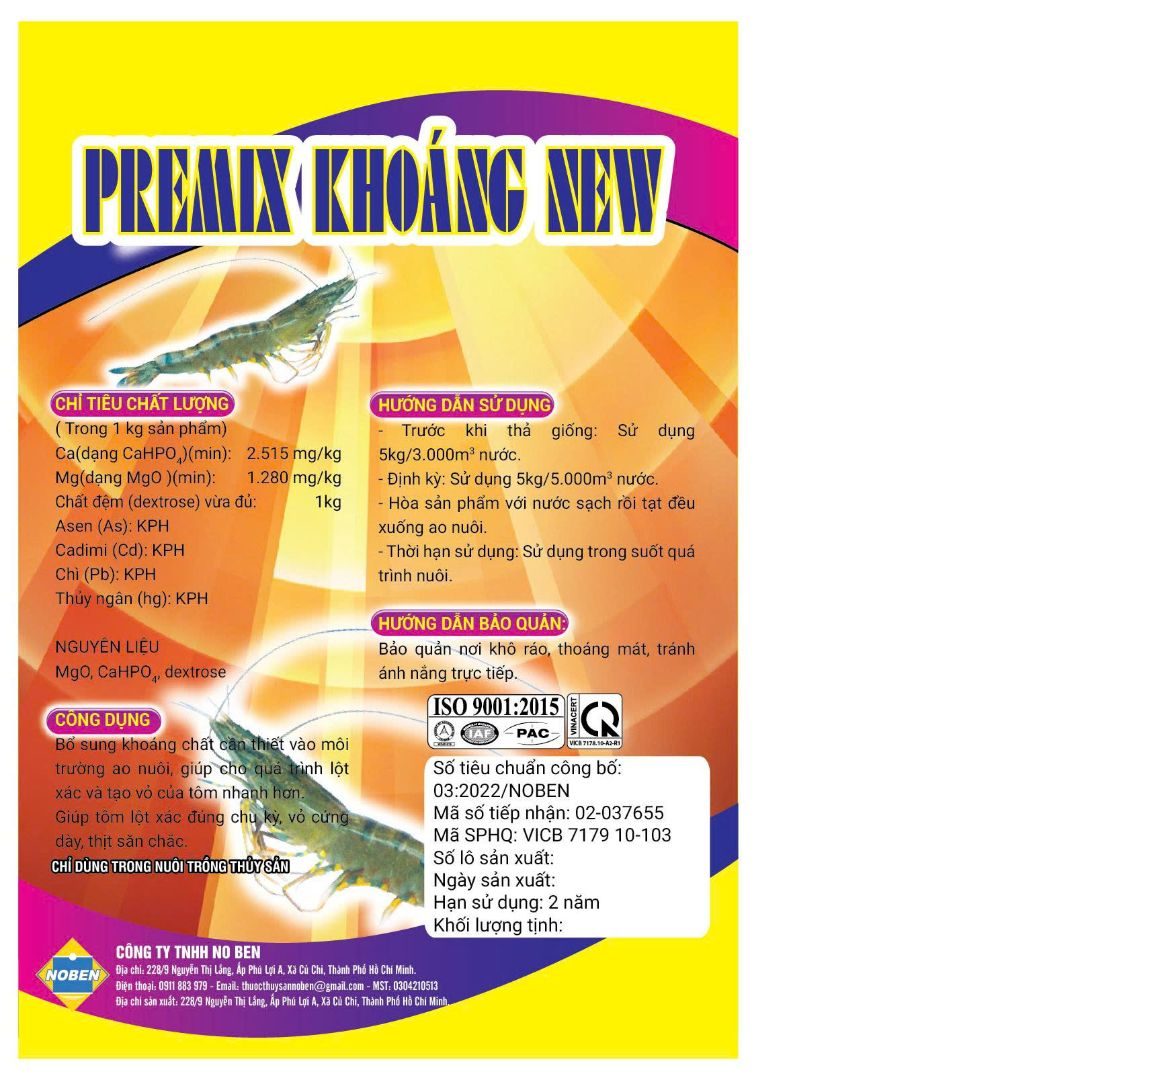 PREMIX KHOÁNG NEW
CHỈ TIÊU CHẤT LƯỢNG
( Trong 1 kg sản phẩm)
Ca(dạng CaHPO₄)(min): 2.515 mg/kg
Mg(dạng MgO )(min): 1.280 mg/kg
Chất đệm (dextrose) vừa đủ: 1kg
Asen (As): KPH
Cadimi (Cd): KPH
Chì (Pb): KPH
Thủy ngân (hg): KPH
NGUYÊN LIỆU
MgO, CaHPO₄, dextrose
CÔNG DỤNG
Bổ sung khoáng chất cần thiết vào môi
trường ao nuôi, giúp cho quá trình lột
xác và tạo vỏ của tôm nhanh hơn.
Giúp tôm lột xác đúng chu kỳ, vỏ cứng
dày, thịt săn chắc.
CHỈ DÙNG TRONG NUÔI TRỒNG THỦY SẢN
HƯỚNG DẪN SỬ DỤNG
- Trước khi thả giống: Sử dụng
5kg/3.000m³ nước.
- Định kỳ: Sử dụng 5kg/5.000m³ nước.
- Hòa sản phẩm với nước sạch rồi tạt đều
xuống ao nuôi.
- Thời hạn sử dụng: Sử dụng trong suốt quá
trình nuôi.
HƯỚNG DẪN BẢO QUẢN:
Bảo quản nơi khô ráo, thoáng mát, tránh
ánh nắng trực tiếp.
ISO 9001:2015
IAF
PAC
VINACERT
VICB 7178.10-A2-R1
Số tiêu chuẩn công bố:
03:2022/NOBEN
Mã số tiếp nhận: 02-037655
Mã SPHQ: VICB 7179 10-103
Số lô sản xuất:
Ngày sản xuất:
Hạn sử dụng: 2 năm
Khối lượng tịnh:
NOBEN
CÔNG TY TNHH NO BEN
Địa chỉ: 228/9 Nguyễn Thị Lắng, Ấp Phú Lợi A, Xã Củ Chi, Thành Phố Hồ Chí Minh.
Điện thoại: 0911 883 979 - Email: thuocthuysannoben@gmail.com - MST: 0304210513
Địa chỉ sản xuất: 228/9 Nguyễn Thị Lắng, Ấp Phú Lợi A, Xã Củ Chi, Thành Phố Hồ Chí Minh.